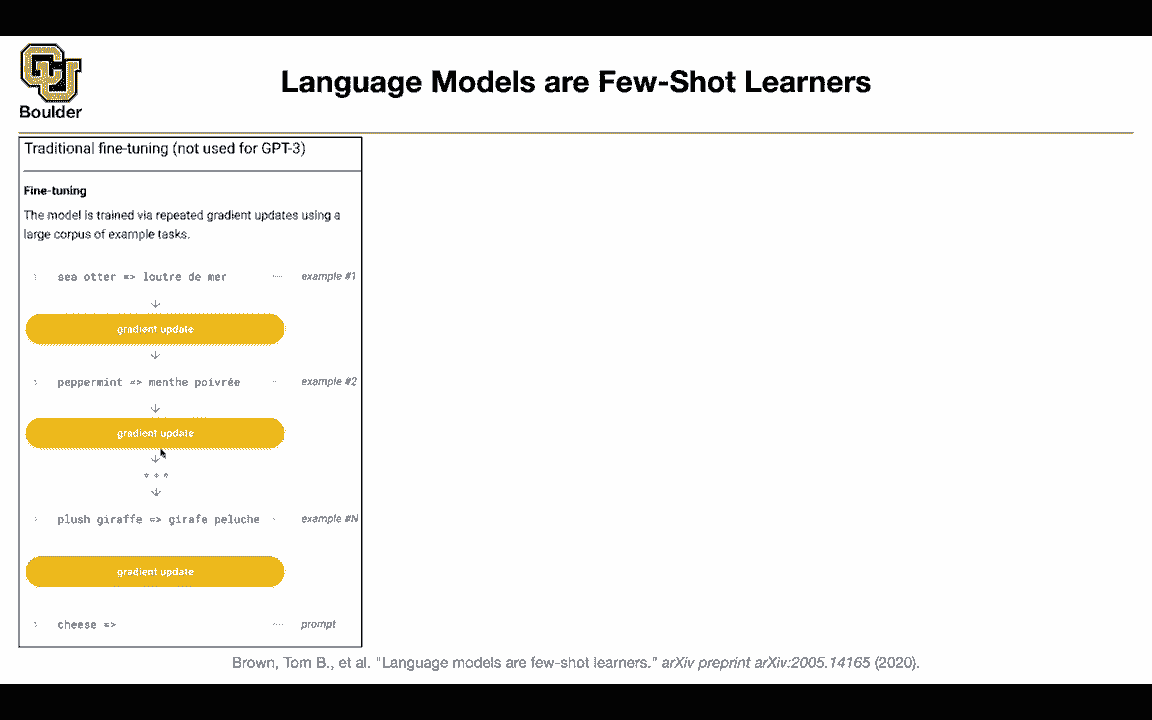 Boulder
Language Models are Few-Shot Learners
Traditional fine-tuning (not used for GPT-3)
Fine-tuning
The model is trained via repeated gradient updates using a
large corpus of example tasks.
sea otter => loutre de mer example #1
gradient update
peppermint => menthe poivrée example #2
gradient update
plush giraffe => girafe peluche example #N
gradient update
cheese => prompt
Brown, Tom B., et al. "Language models are few-shot learners." arXiv preprint arXiv:2005.14165 (2020).